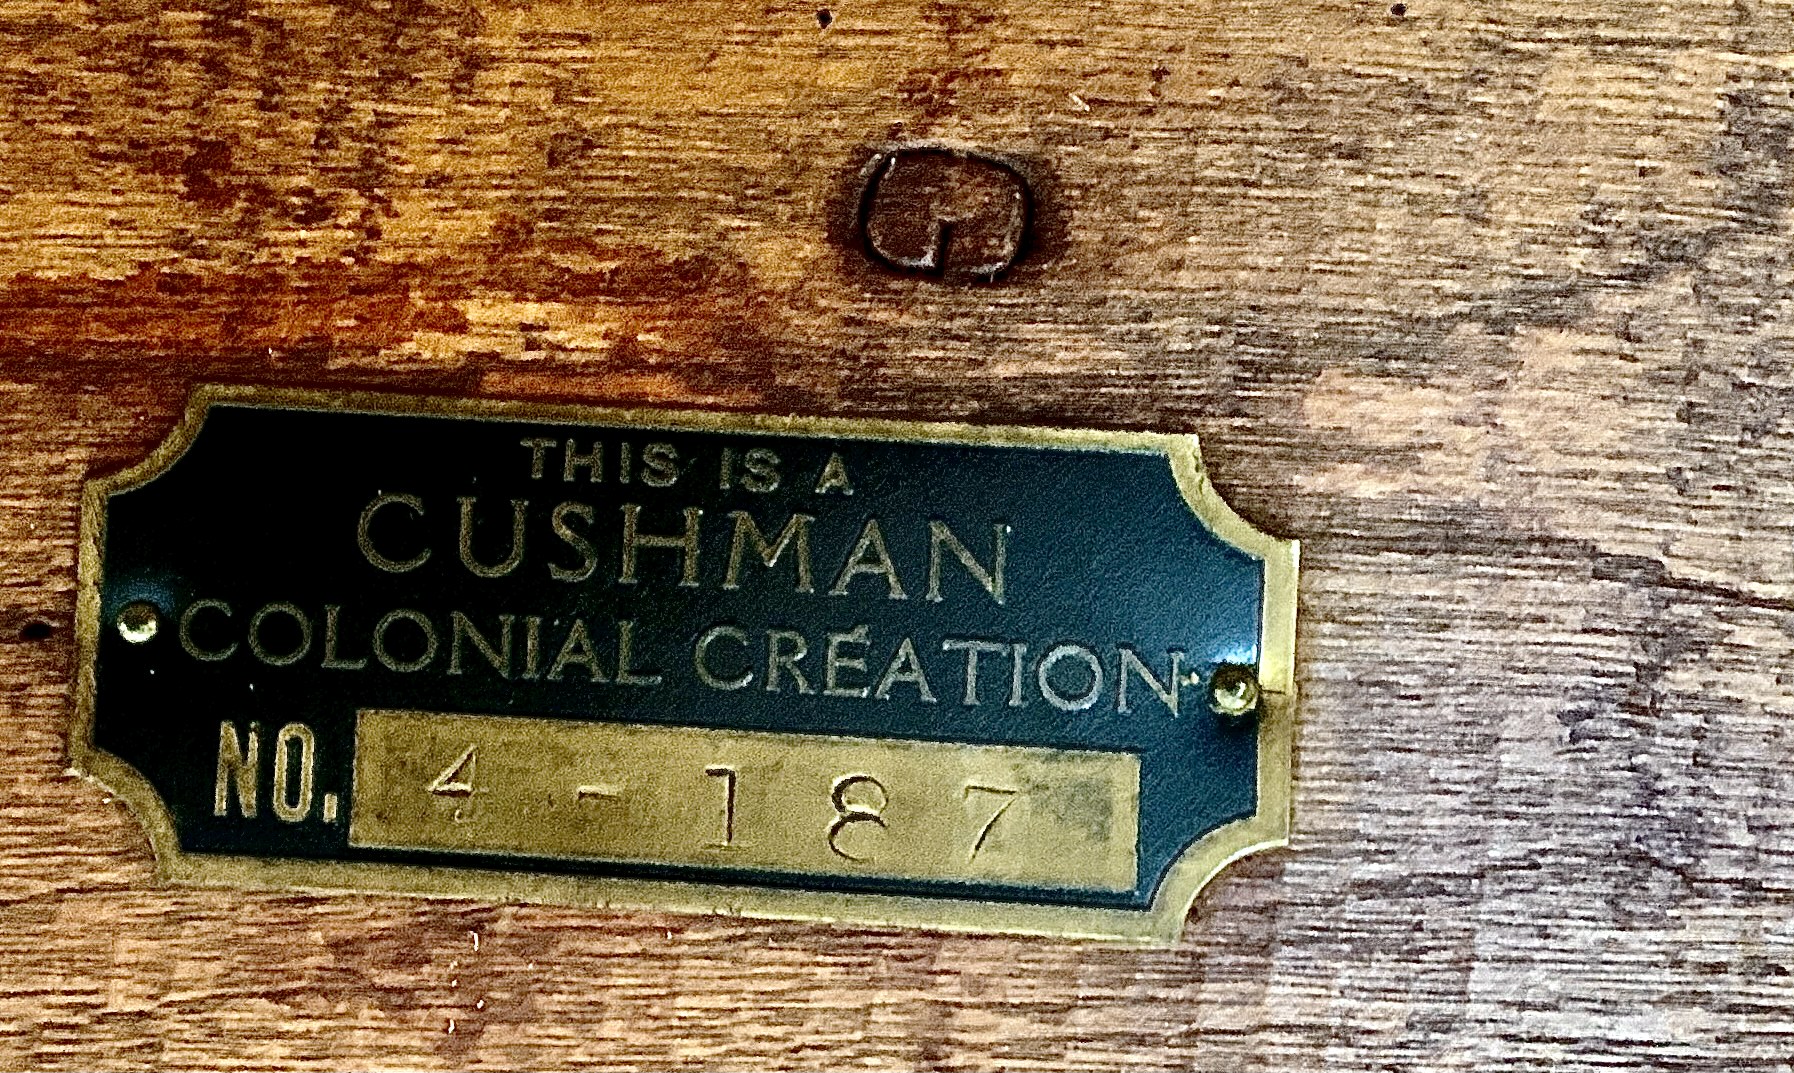 THIS IS A
CUSHMAN
COLONIAL CRÉATION
NO. 4-187